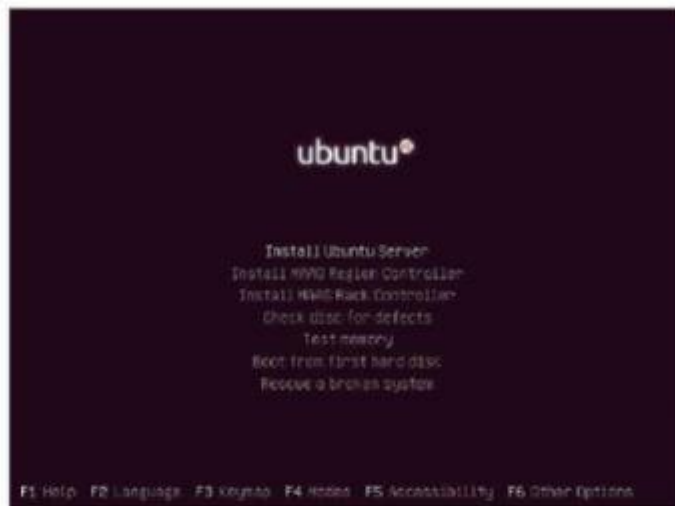 ubuntu
Install Ubuntu Server
Install MAAS Region Controller
Install MAAS Rack Controller
Check disc for defects
Test memory
Boot from first hard disk
Rescue a broken system
F1 Help F2 Language F3 Keymap F4 Modes F5 Accessibility F6 Other Options